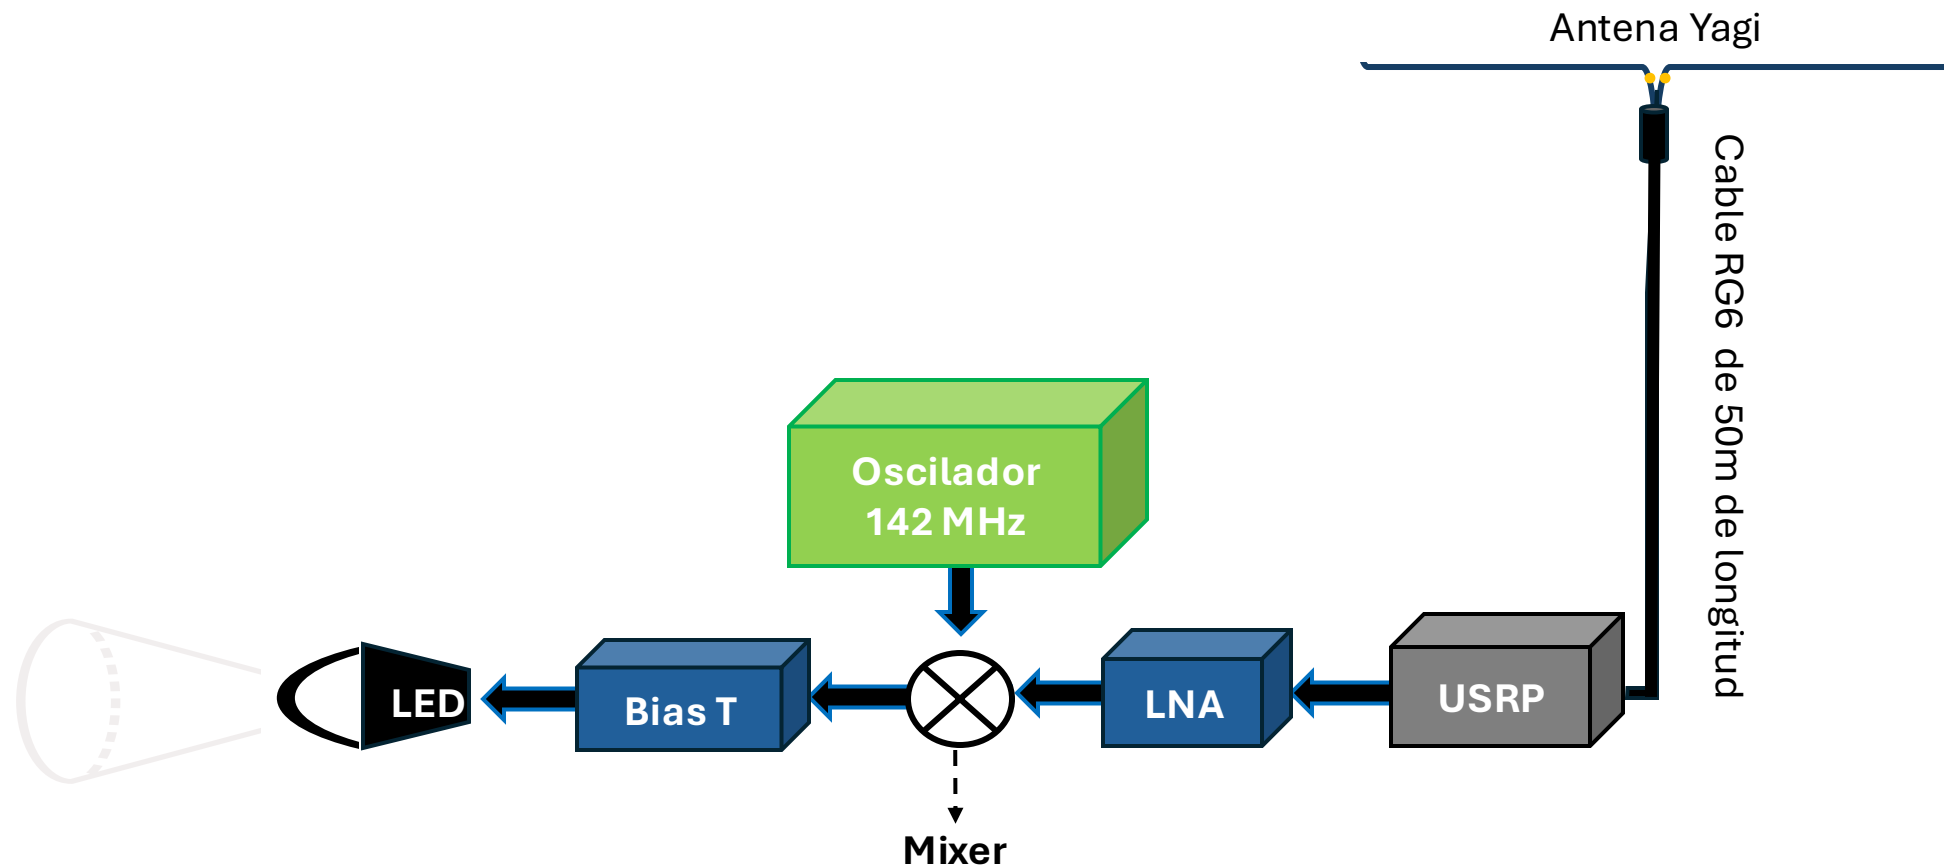 Antena Yagi
Cable RG6 de 50m de longitud
Oscilador
142 MHz
LED
Bias T
LNA
USRP
Mixer